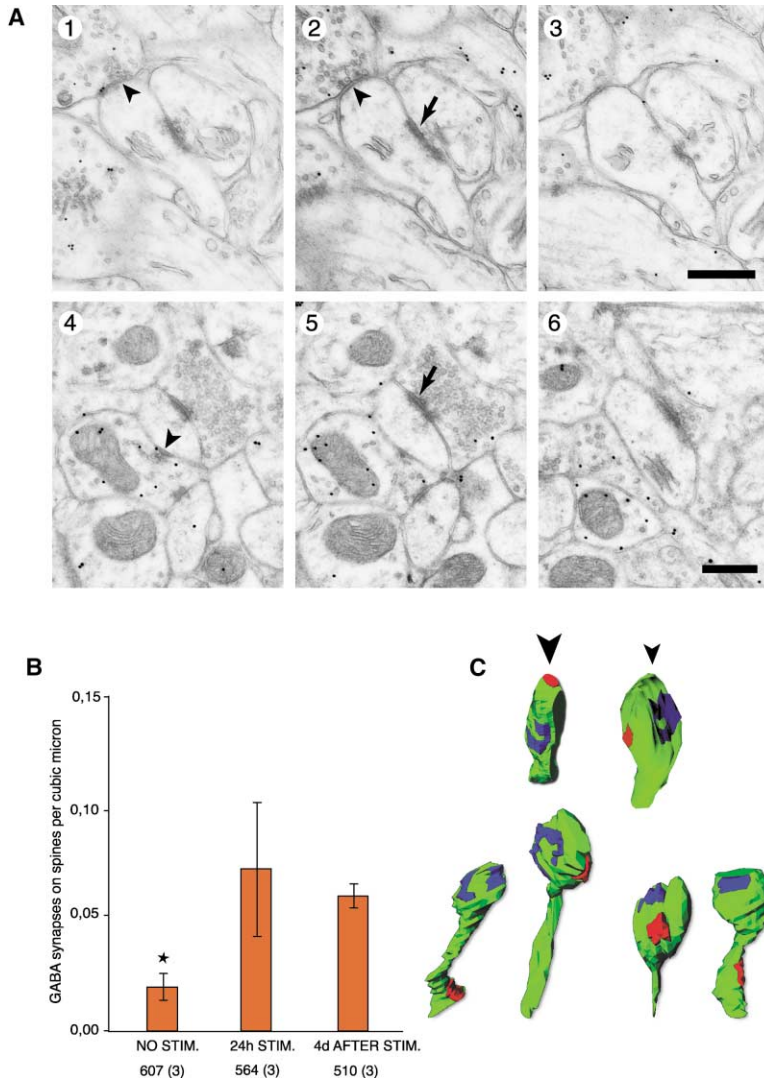 A
1
2
3
4
5
6
B
C
GABA synapses on spines per cubic micron
0,15
0,10
0,05
0,00
★
NO STIM.
24h STIM.
4d AFTER STIM.
607 (3)
564 (3)
510 (3)